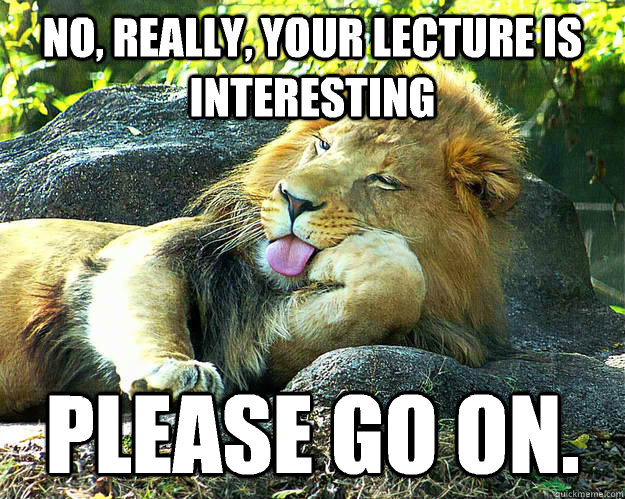 NO, REALLY, YOUR LECTURE IS
INTERESTING
PLEASE GO ON.
quickmeme.com